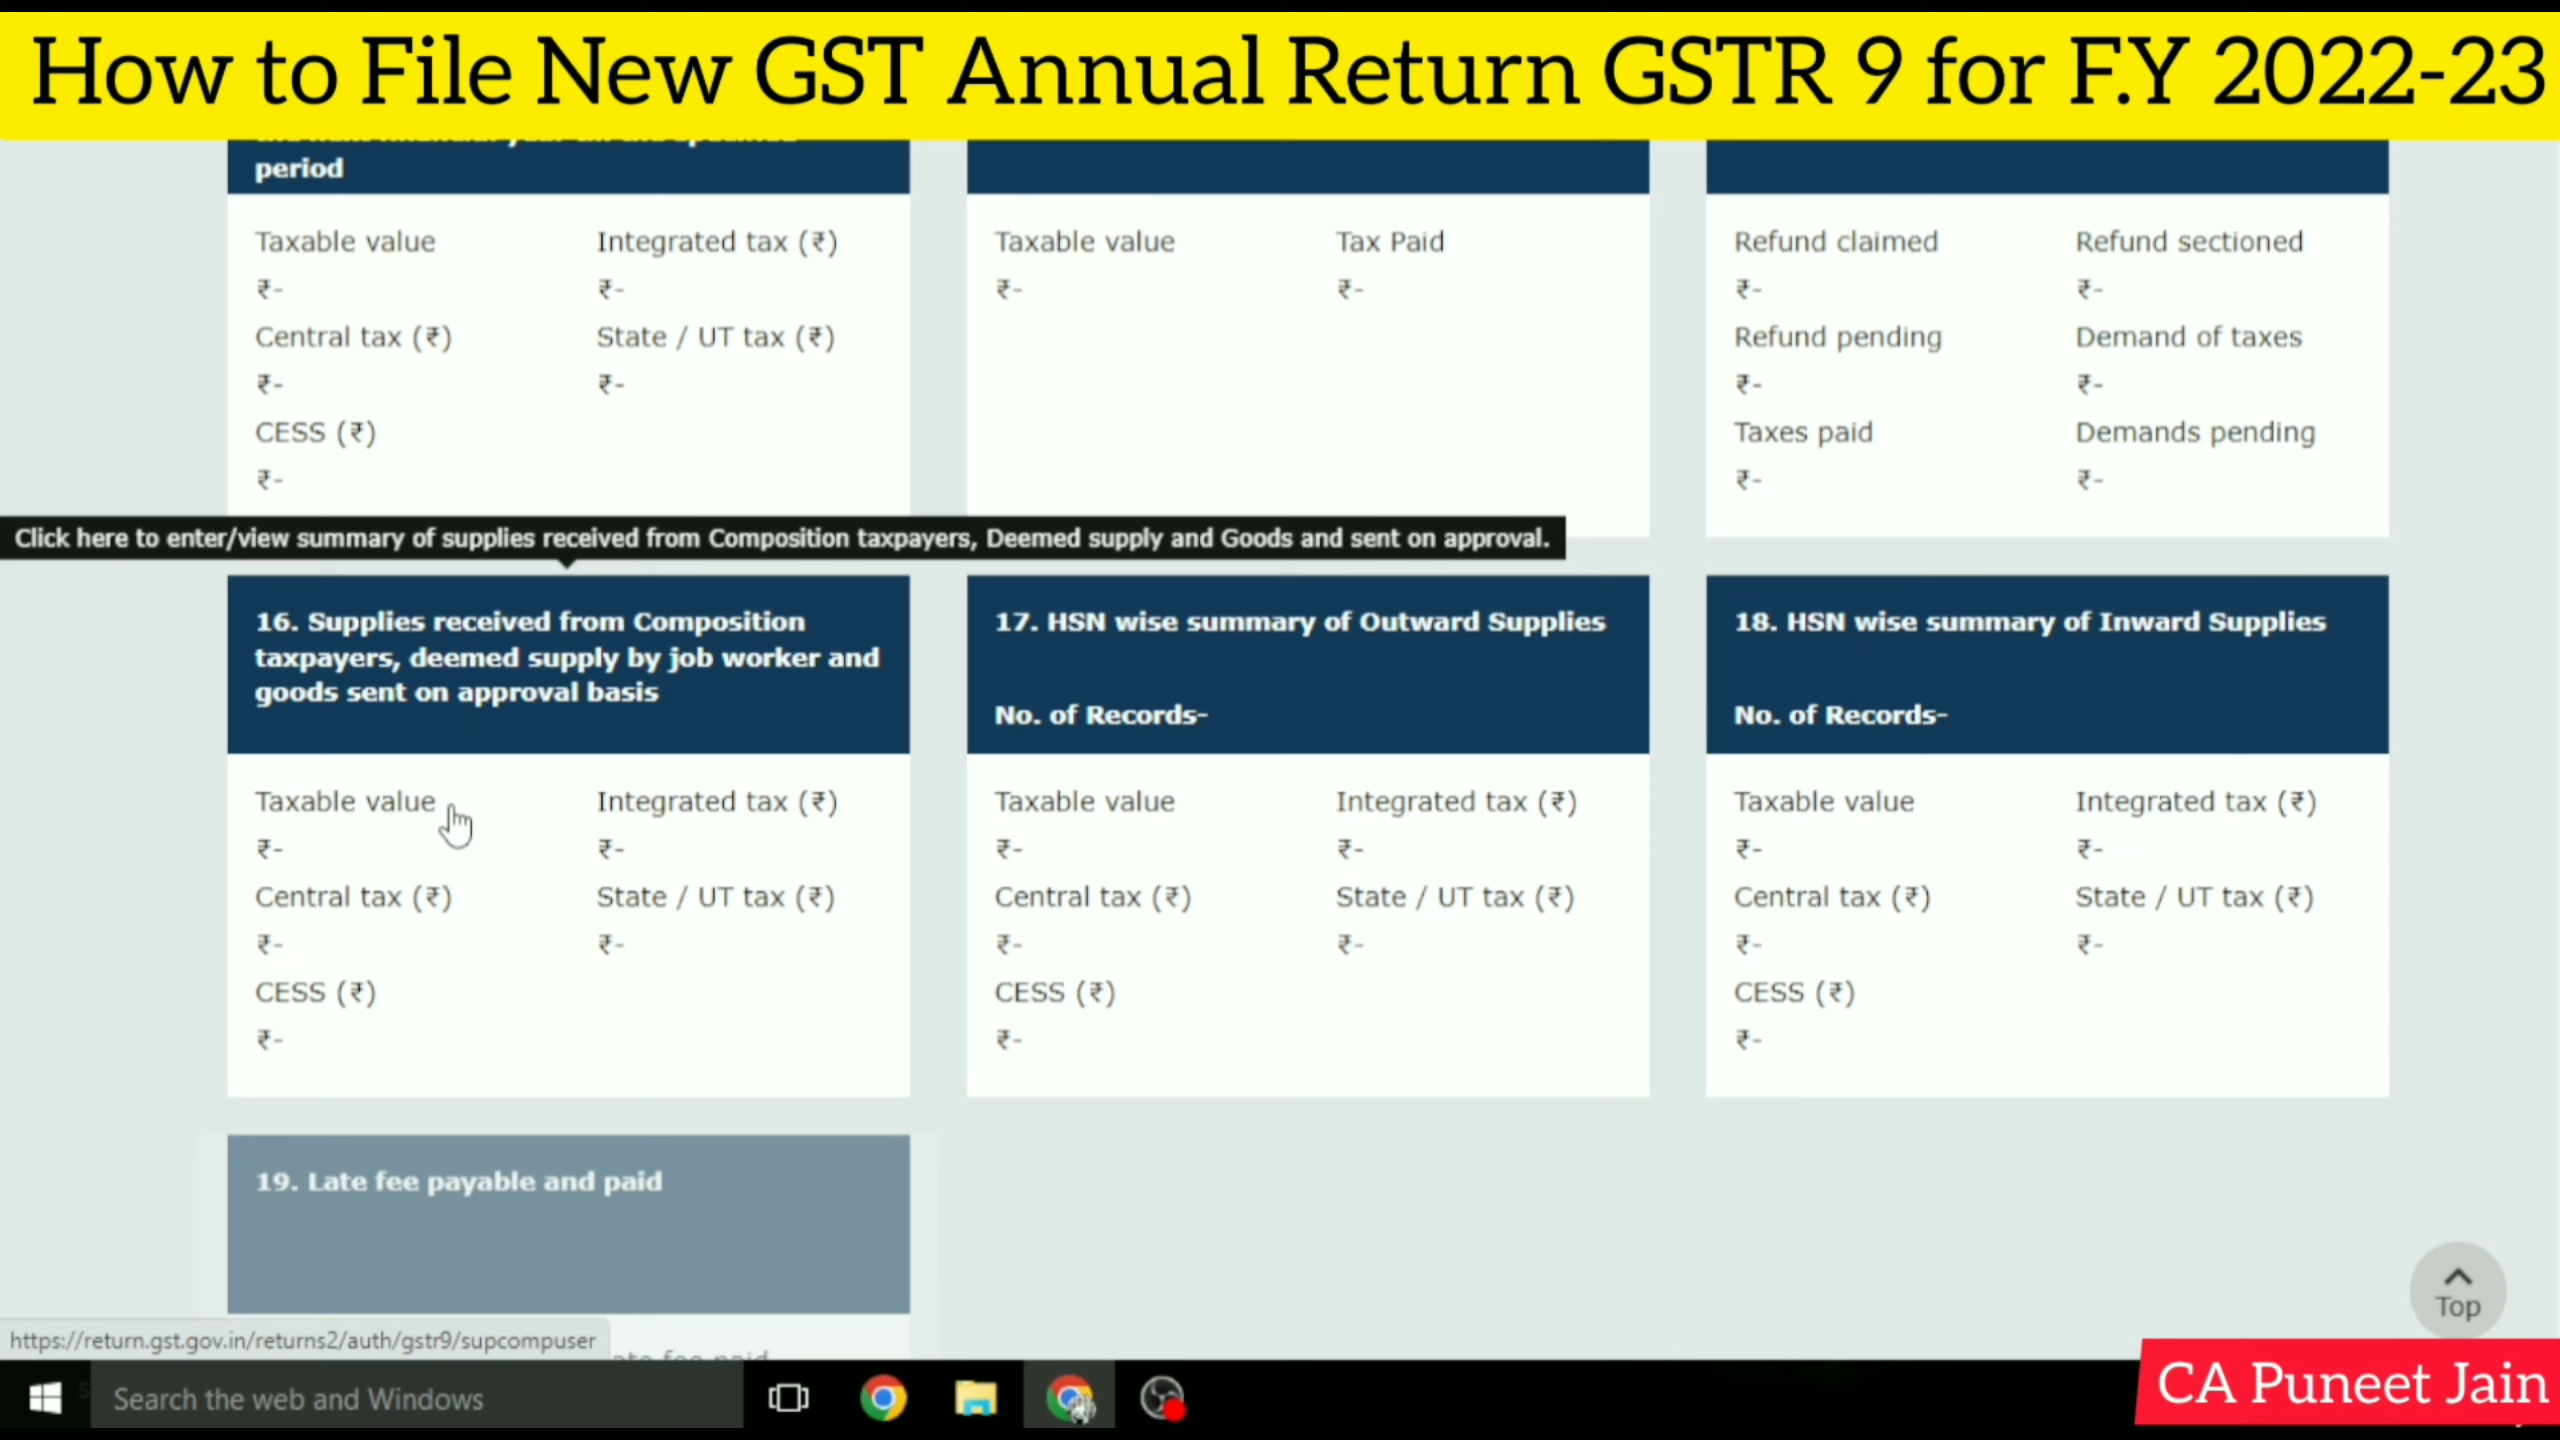 How to File New GST Annual Return GSTR 9 for F.Y 2022-23
period
Taxable value Integrated tax (₹)
₹- ₹-
Central tax (₹) State / UT tax (₹)
₹- ₹-
CESS (₹)
₹-
Taxable value Tax Paid
₹- ₹-
Refund claimed Refund sectioned
₹- ₹-
Refund pending Demand of taxes
₹- ₹-
Taxes paid Demands pending
₹- ₹-
Click here to enter/view summary of supplies received from Composition taxpayers, Deemed supply and Goods and sent on approval.
16. Supplies received from Composition
taxpayers, deemed supply by job worker and
goods sent on approval basis
Taxable value Integrated tax (₹)
₹- ₹-
Central tax (₹) State / UT tax (₹)
₹- ₹-
CESS (₹)
₹-
17. HSN wise summary of Outward Supplies
No. of Records-
Taxable value Integrated tax (₹)
₹- ₹-
Central tax (₹) State / UT tax (₹)
₹- ₹-
CESS (₹)
₹-
18. HSN wise summary of Inward Supplies
No. of Records-
Taxable value Integrated tax (₹)
₹- ₹-
Central tax (₹) State / UT tax (₹)
₹- ₹-
CESS (₹)
₹-
19. Late fee payable and paid
Top
https://return.gst.gov.in/returns2/auth/gstr9/supcompuser
Search the web and Windows
CA Puneet Jain